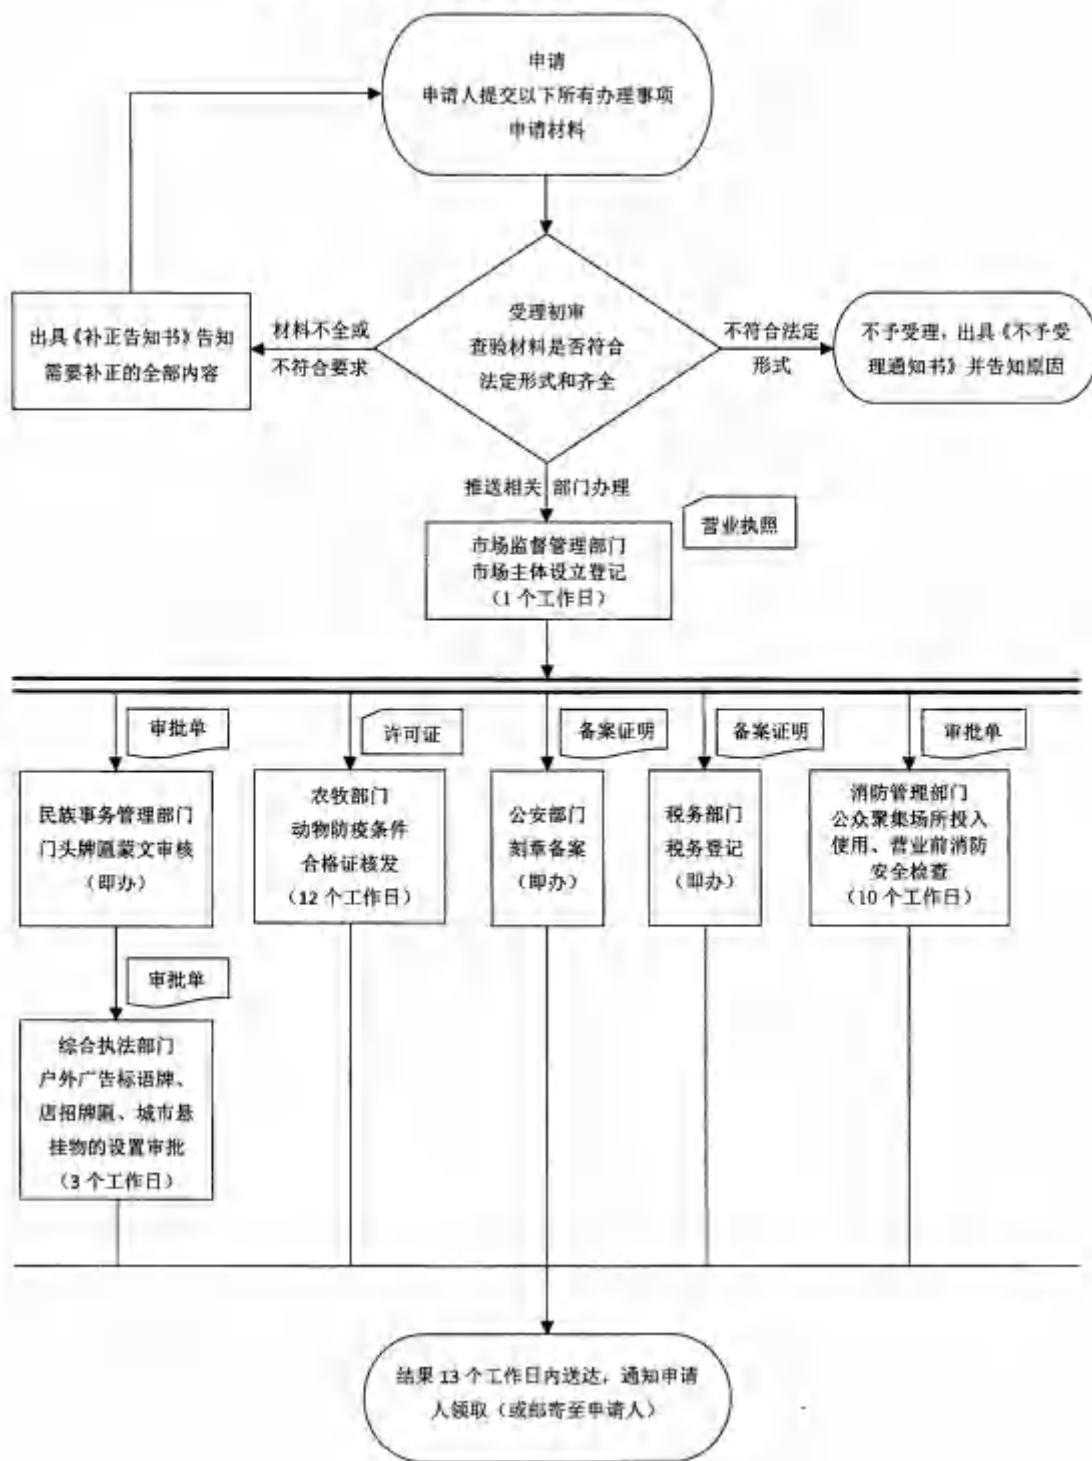 申请
申请人提交以下所有办理事项
申请材料
出具《补正告知书》告知
需要补正的全部内容
材料不全或
不符合要求
受理初审
查验材料是否符合
法定形式和齐全
不符合法定
形式
不予受理，出具《不予受
理通知书》并告知原因
推送相关 部门办理
营业执照
市场监督管理部门
市场主体设立登记
（1 个工作日）
审批单
许可证
备案证明
备案证明
审批单
民族事务管理部门
门头牌匾蒙文审核
（即办）
农牧部门
动物防疫条件
合格证核发
（12 个工作日）
公安部门
刻章备案
（即办）
税务部门
税务登记
（即办）
消防管理部门
公众聚集场所投入
使用、营业前消防
安全检查
（10 个工作日）
审批单
综合执法部门
户外广告标语牌、
店招牌匾、城市悬
挂物的设置审批
（3 个工作日）
结果 13 个工作日内送达，通知申请
人领取（或邮寄至申请人）